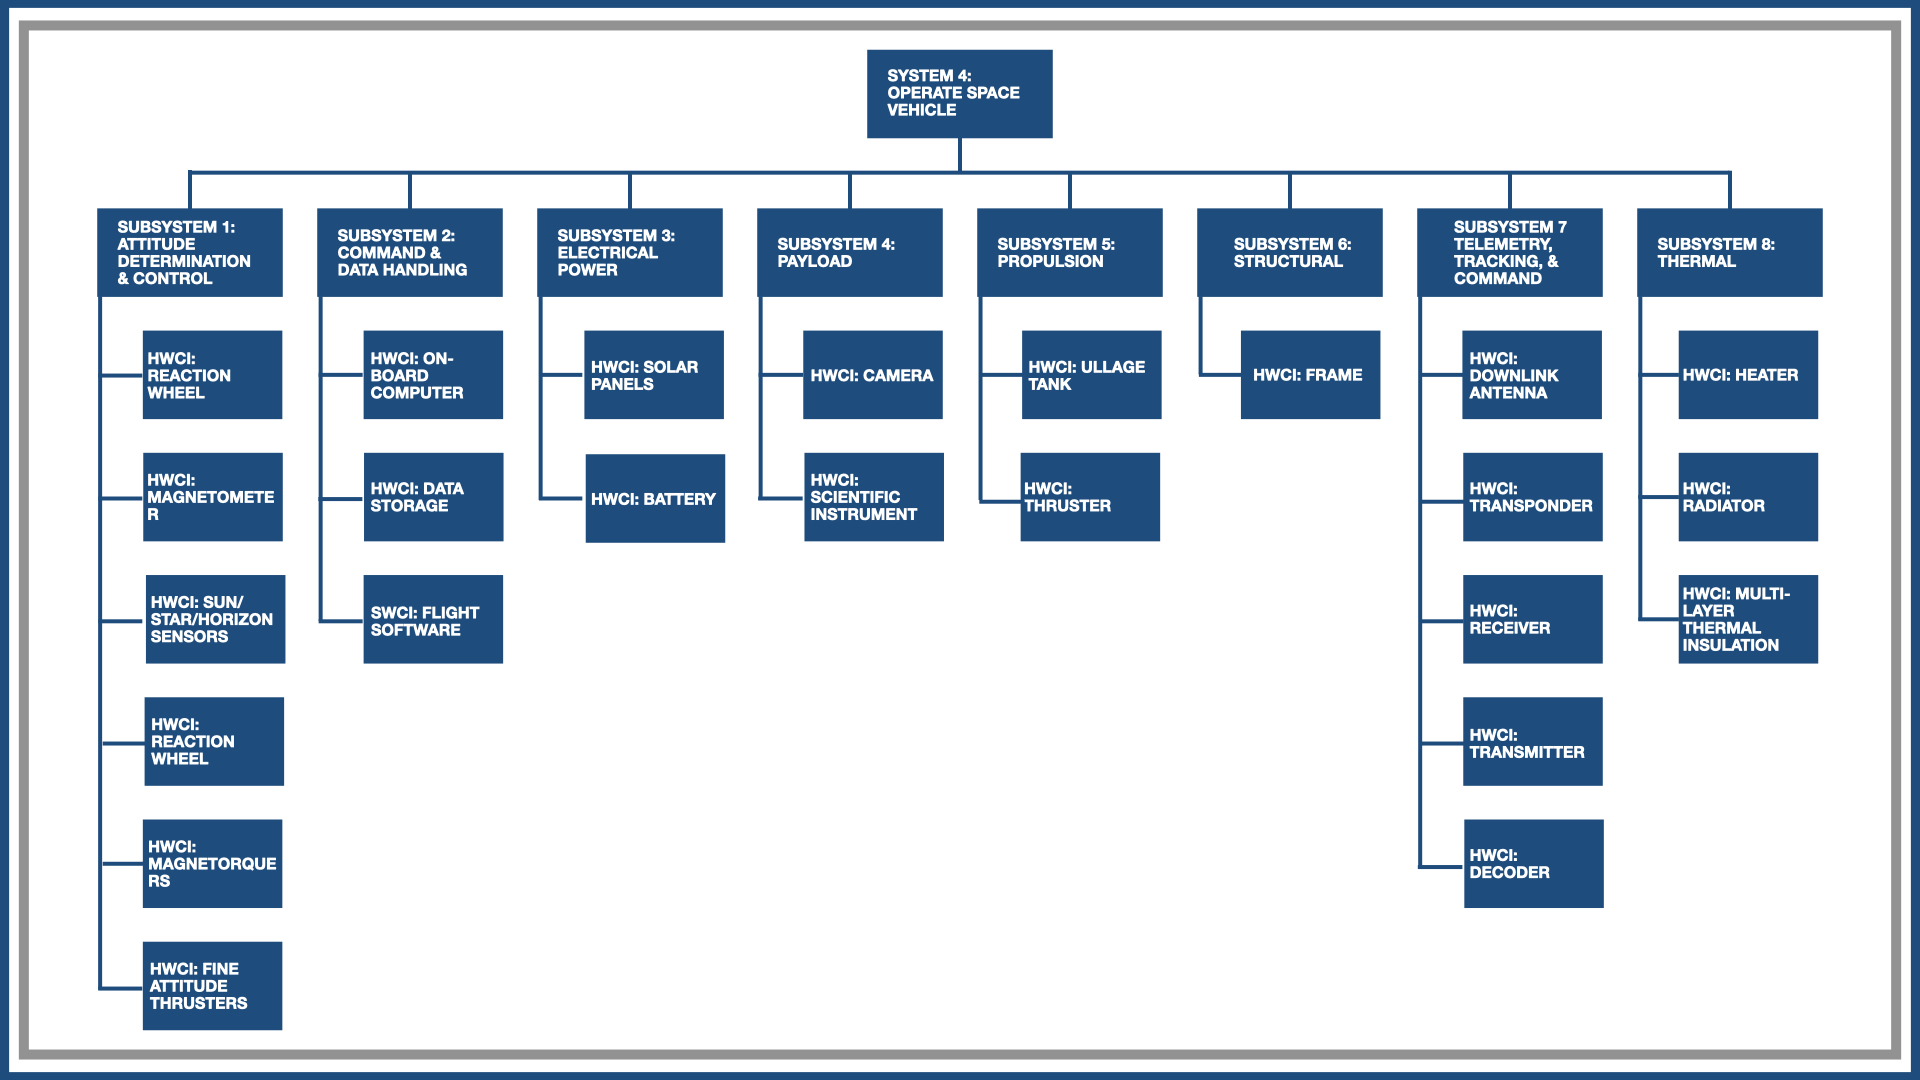 SYSTEM 4:
OPERATE SPACE
VEHICLE
SUBSYSTEM 1:
ATTITUDE
DETERMINATION
& CONTROL
HWCI:
REACTION
WHEEL
HWCI:
MAGNETOMETE
R
HWCI: SUN/
STAR/HORIZON
SENSORS
HWCI:
REACTION
WHEEL
HWCI:
MAGNETORQUE
RS
HWCI: FINE
ATTITUDE
THRUSTERS
SUBSYSTEM 2:
COMMAND &
DATA HANDLING
HWCI: ON-
BOARD
COMPUTER
HWCI: DATA
STORAGE
SWCI: FLIGHT
SOFTWARE
SUBSYSTEM 3:
ELECTRICAL
POWER
HWCI: SOLAR
PANELS
HWCI: BATTERY
SUBSYSTEM 4:
PAYLOAD
HWCI: CAMERA
HWCI:
SCIENTIFIC
INSTRUMENT
SUBSYSTEM 5:
PROPULSION
HWCI: ULLAGE
TANK
HWCI:
THRUSTER
SUBSYSTEM 6:
STRUCTURAL
HWCI: FRAME
SUBSYSTEM 7
TELEMETRY,
TRACKING, &
COMMAND
HWCI:
DOWNLINK
ANTENNA
HWCI:
TRANSPONDER
HWCI:
RECEIVER
HWCI:
TRANSMITTER
HWCI:
DECODER
SUBSYSTEM 8:
THERMAL
HWCI: HEATER
HWCI:
RADIATOR
HWCI: MULTI-
LAYER
THERMAL
INSULATION